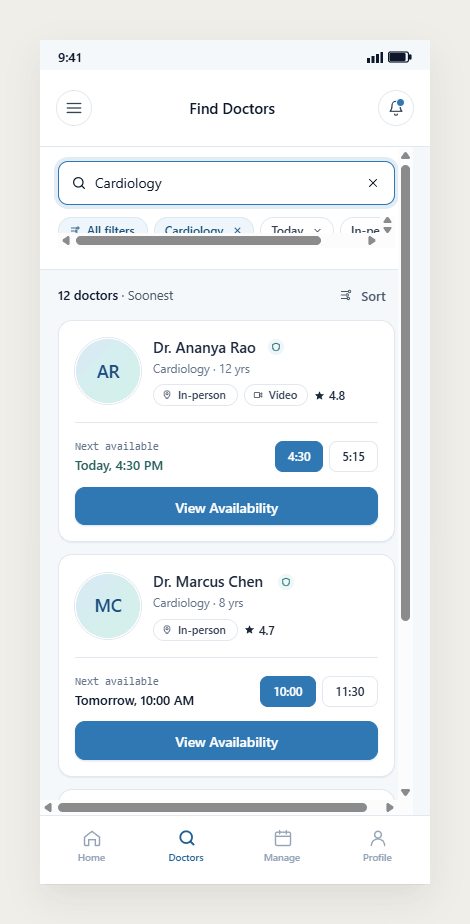 9:41
Find Doctors
Cardiology
All filters Cardiology Today In-pe
12 doctors · Soonest Sort
AR
Dr. Ananya Rao
Cardiology · 12 yrs
In-person Video ★ 4.8
Next available
Today, 4:30 PM
4:30 5:15
View Availability
MC
Dr. Marcus Chen
Cardiology · 8 yrs
In-person ★ 4.7
Next available
Tomorrow, 10:00 AM
10:00 11:30
View Availability
Home Doctors Manage Profile